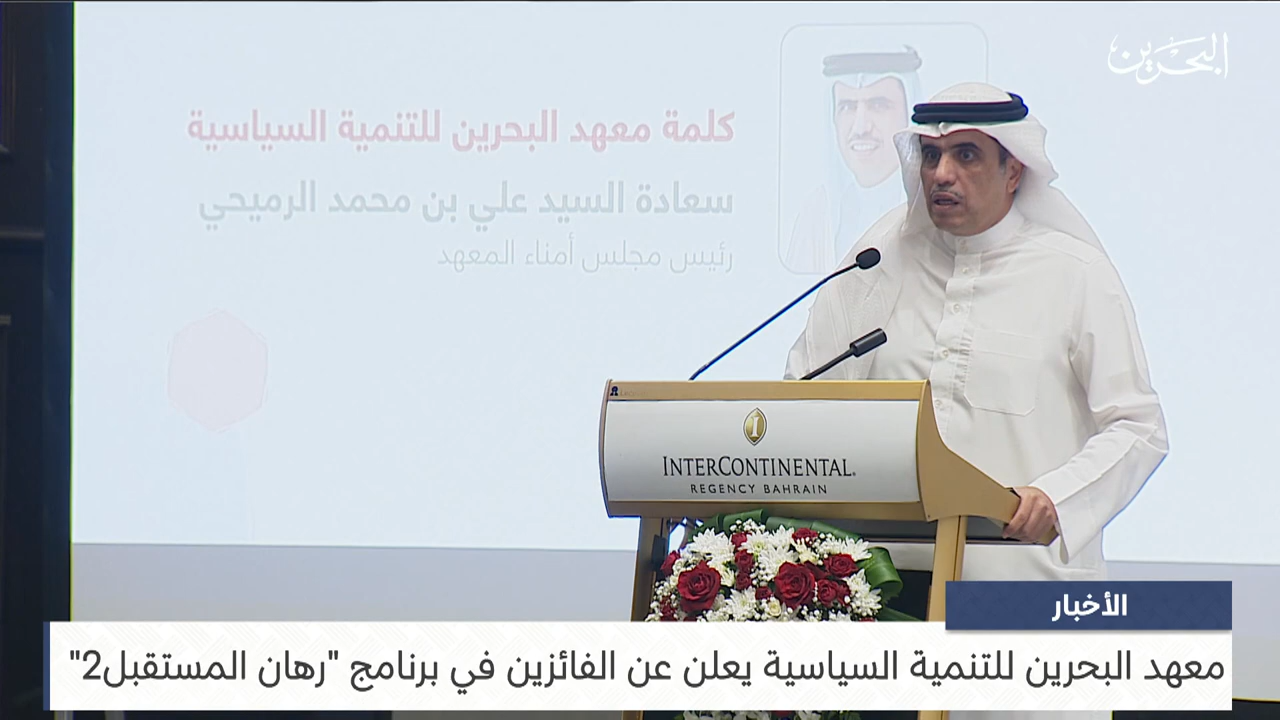 البحرين
كلمة معهد البحرين للتنمية السياسية
سعادة السيد علي بن محمد الرميحي
رئيس مجلس أمناء المعهد
INTERCONTINENTAL®
REGENCY BAHRAIN
الأخبار
معهد البحرين للتنمية السياسية يعلن عن الفائزين في برنامج "رهان المستقبل2"